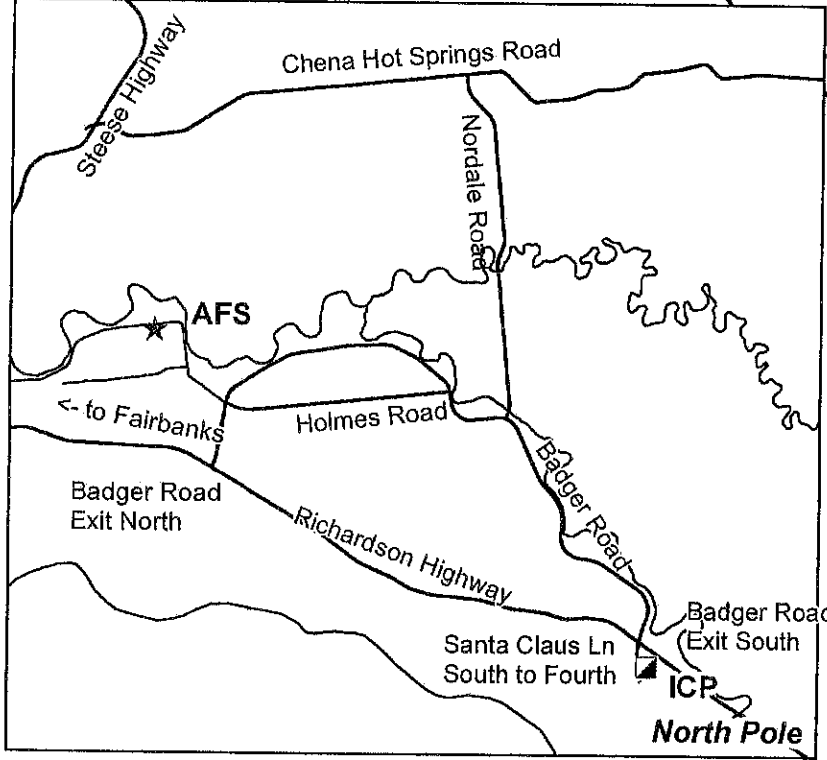 Steese Highway
Chena Hot Springs Road
Nordale Road
AFS
<- to Fairbanks
Holmes Road
Badger Road
Exit North
Richardson Highway
Badger Road
Badger Road
Exit South
Santa Claus Ln
South to Fourth
ICP
North Pole